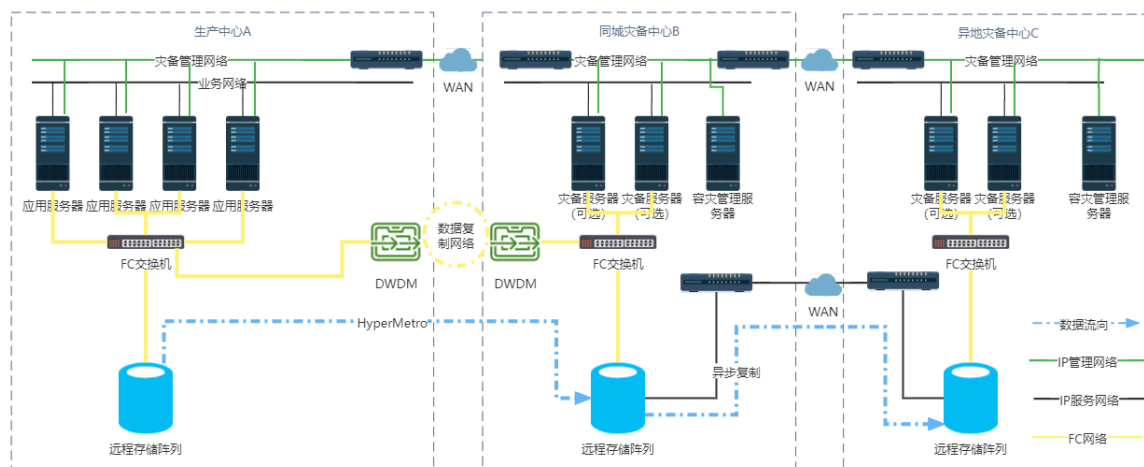 生产中心A
同城灾备中心B
异地灾备中心C
灾备管理网络
WAN
灾备管理网络
WAN
灾备管理网络
业务网络
应用服务器
应用服务器
应用服务器
应用服务器
灾备服务器
(可选)
灾备服务器
(可选)
容灾管理服
务器
灾备服务器
(可选)
灾备服务器
(可选)
容灾管理服
务器
数据复
制网络
FC交换机
DWDM
DWDM
FC交换机
FC交换机
WAN
HyperMetro
异步复制
数据流向
IP管理网络
IP服务网络
FC网络
远程存储阵列
远程存储阵列
远程存储阵列